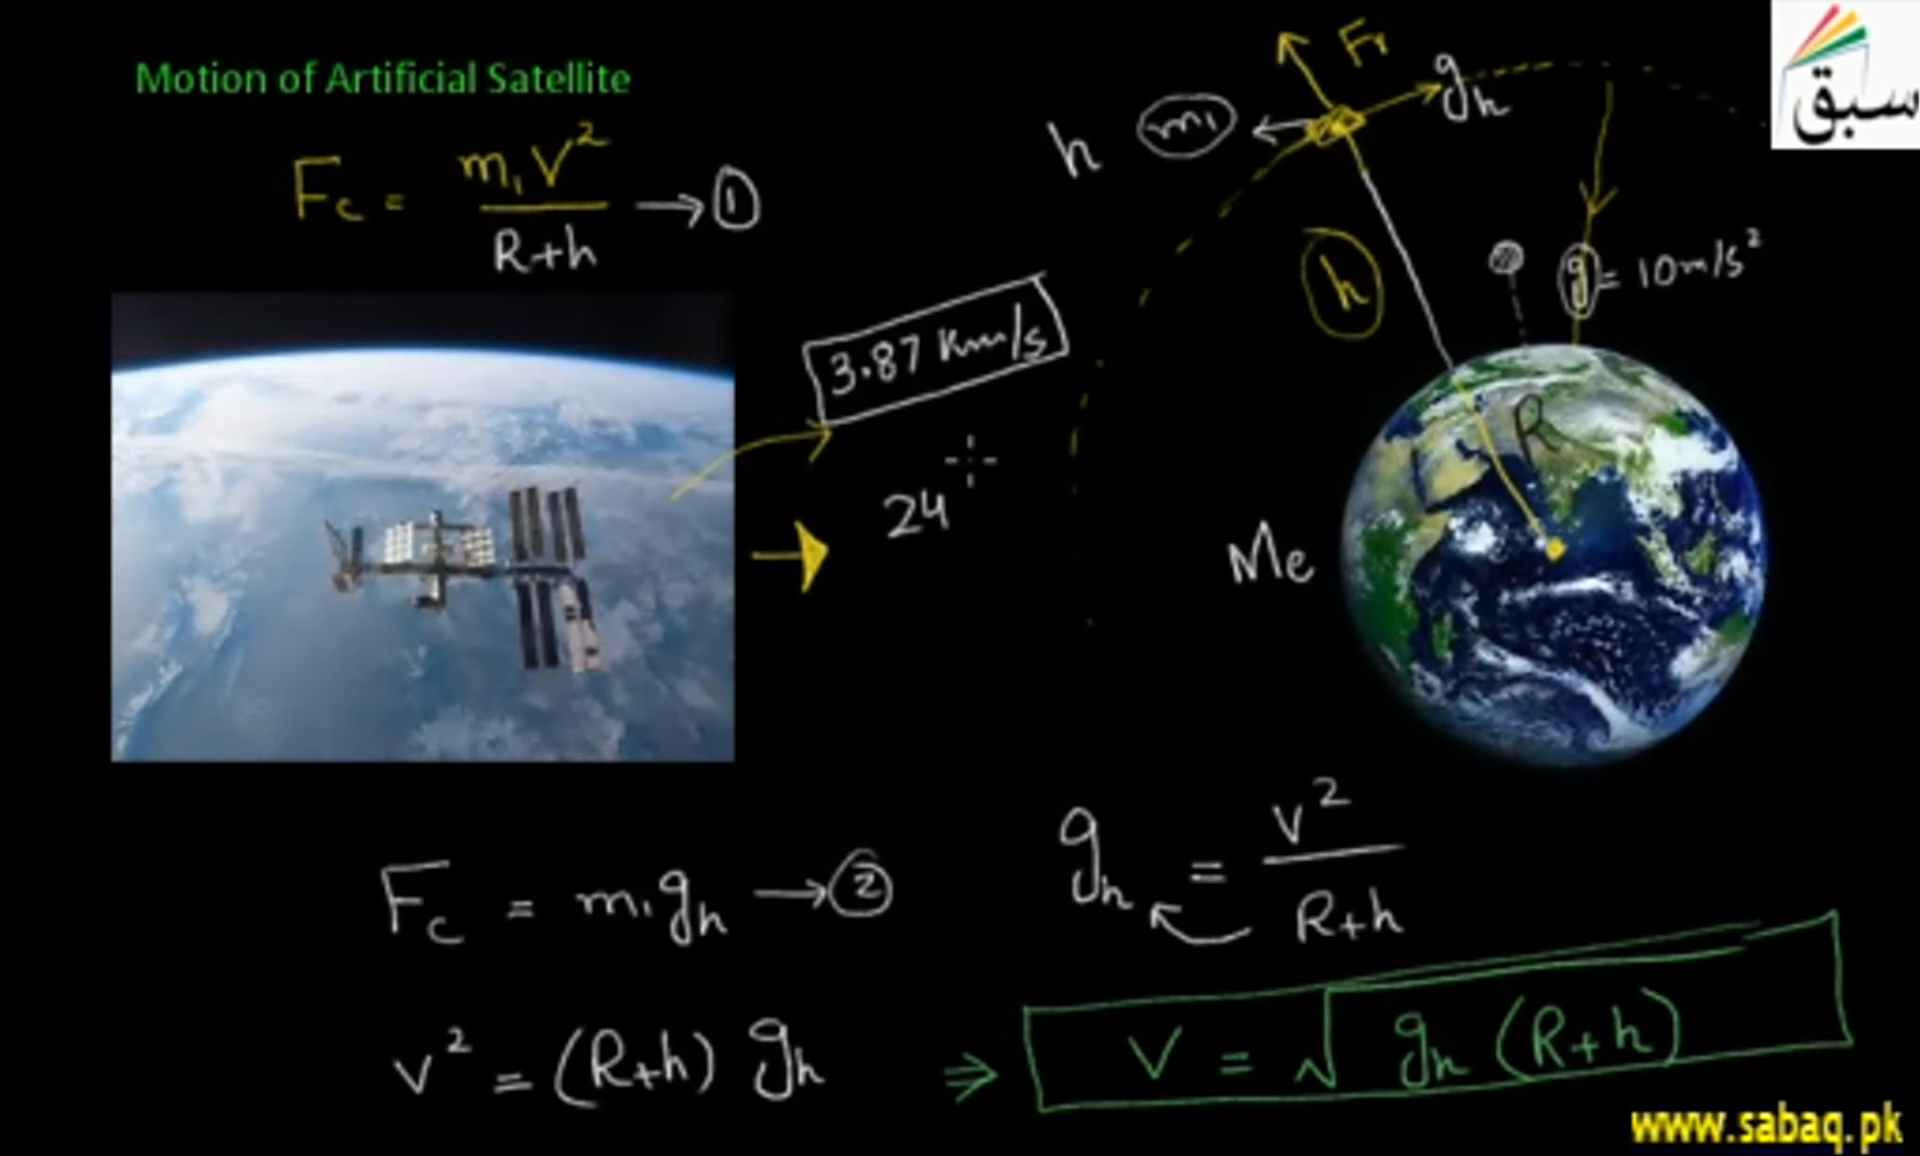 Motion of Artificial Satellite
سبق
Fc = m₁v² / R+h → ①
Fr
gh
h m₁
h
g = 10m/s²
3.87 Km/s
R
24
Me
Fc = m₁gh → ②
gh = v² / R+h
v² = (R+h) gh ⇒ V = √gh (R+h)
www.sabaq.pk